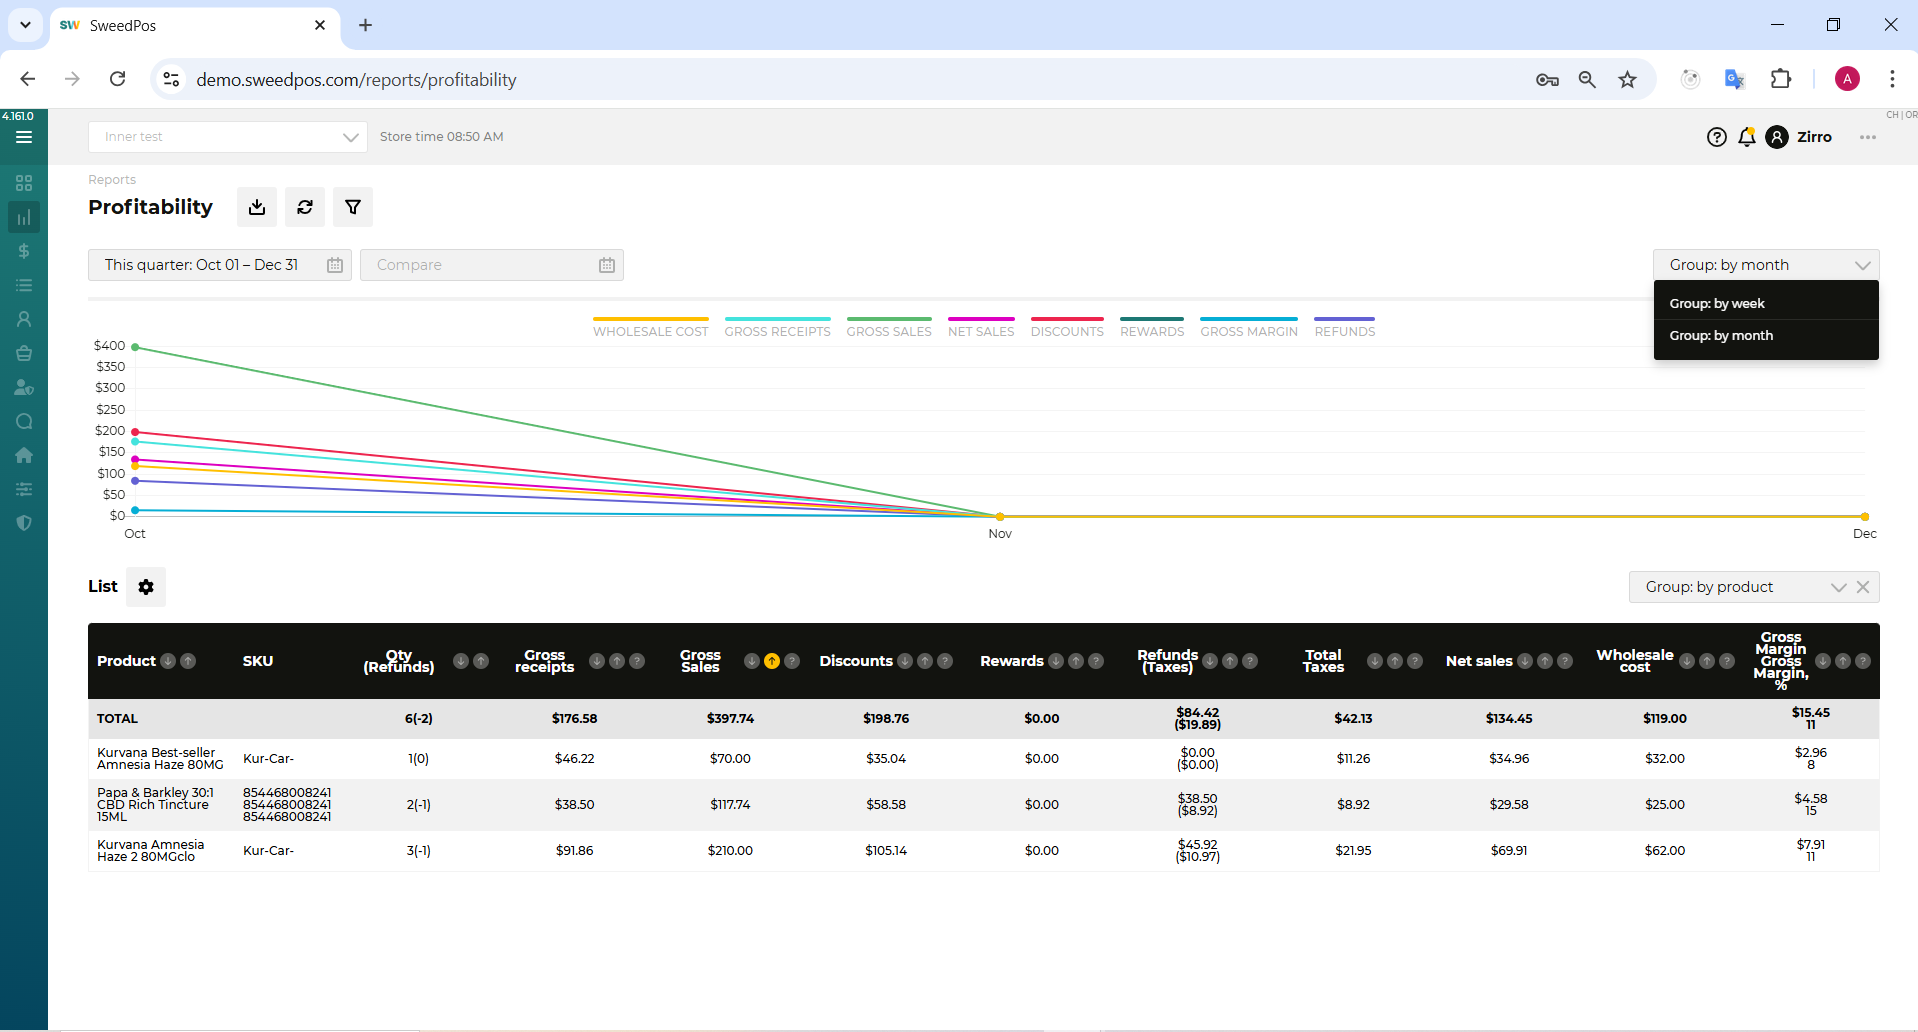 SW SweedPos
demo.sweedpos.com/reports/profitability
A
4.161.0
CH | OR
Inner test
Store time 08:50 AM
Zirro
Reports
Profitability
This quarter: Oct 01 – Dec 31
Compare
Group: by month
Group: by week
Group: by month
WHOLESALE COST GROSS RECEIPTS GROSS SALES NET SALES DISCOUNTS REWARDS GROSS MARGIN REFUNDS
$400
$350
$300
$250
$200
$150
$100
$50
$0
Oct Nov Dec
List
Group: by product
Product SKU Qty (Refunds) Gross receipts Gross Sales Discounts Rewards Refunds (Taxes) Total Taxes Net sales Wholesale cost Gross Margin Gross Margin, %
TOTAL 6(-2) $176.58 $397.74 $198.76 $0.00 $84.42 ($19.89) $42.13 $134.45 $119.00 $15.45 11
Kurvana Best-seller Amnesia Haze 80MG Kur-Car- 1(0) $46.22 $70.00 $35.04 $0.00 $0.00 ($0.00) $11.26 $34.96 $32.00 $2.96 8
Papa & Barkley 30:1 CBD Rich Tincture 15ML 854468008241 854468008241 854468008241 2(-1) $38.50 $117.74 $58.58 $0.00 $38.50 ($8.92) $8.92 $29.58 $25.00 $4.58 15
Kurvana Amnesia Haze 2 80MGclo Kur-Car- 3(-1) $91.86 $210.00 $105.14 $0.00 $45.92 ($10.97) $21.95 $69.91 $62.00 $7.91 11